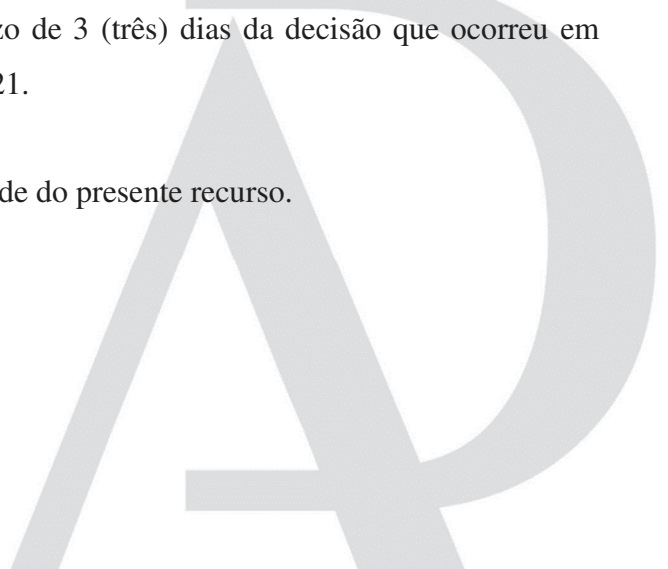 zo de 3 (três) dias da decisão que ocorreu em
21.
de do presente recurso.